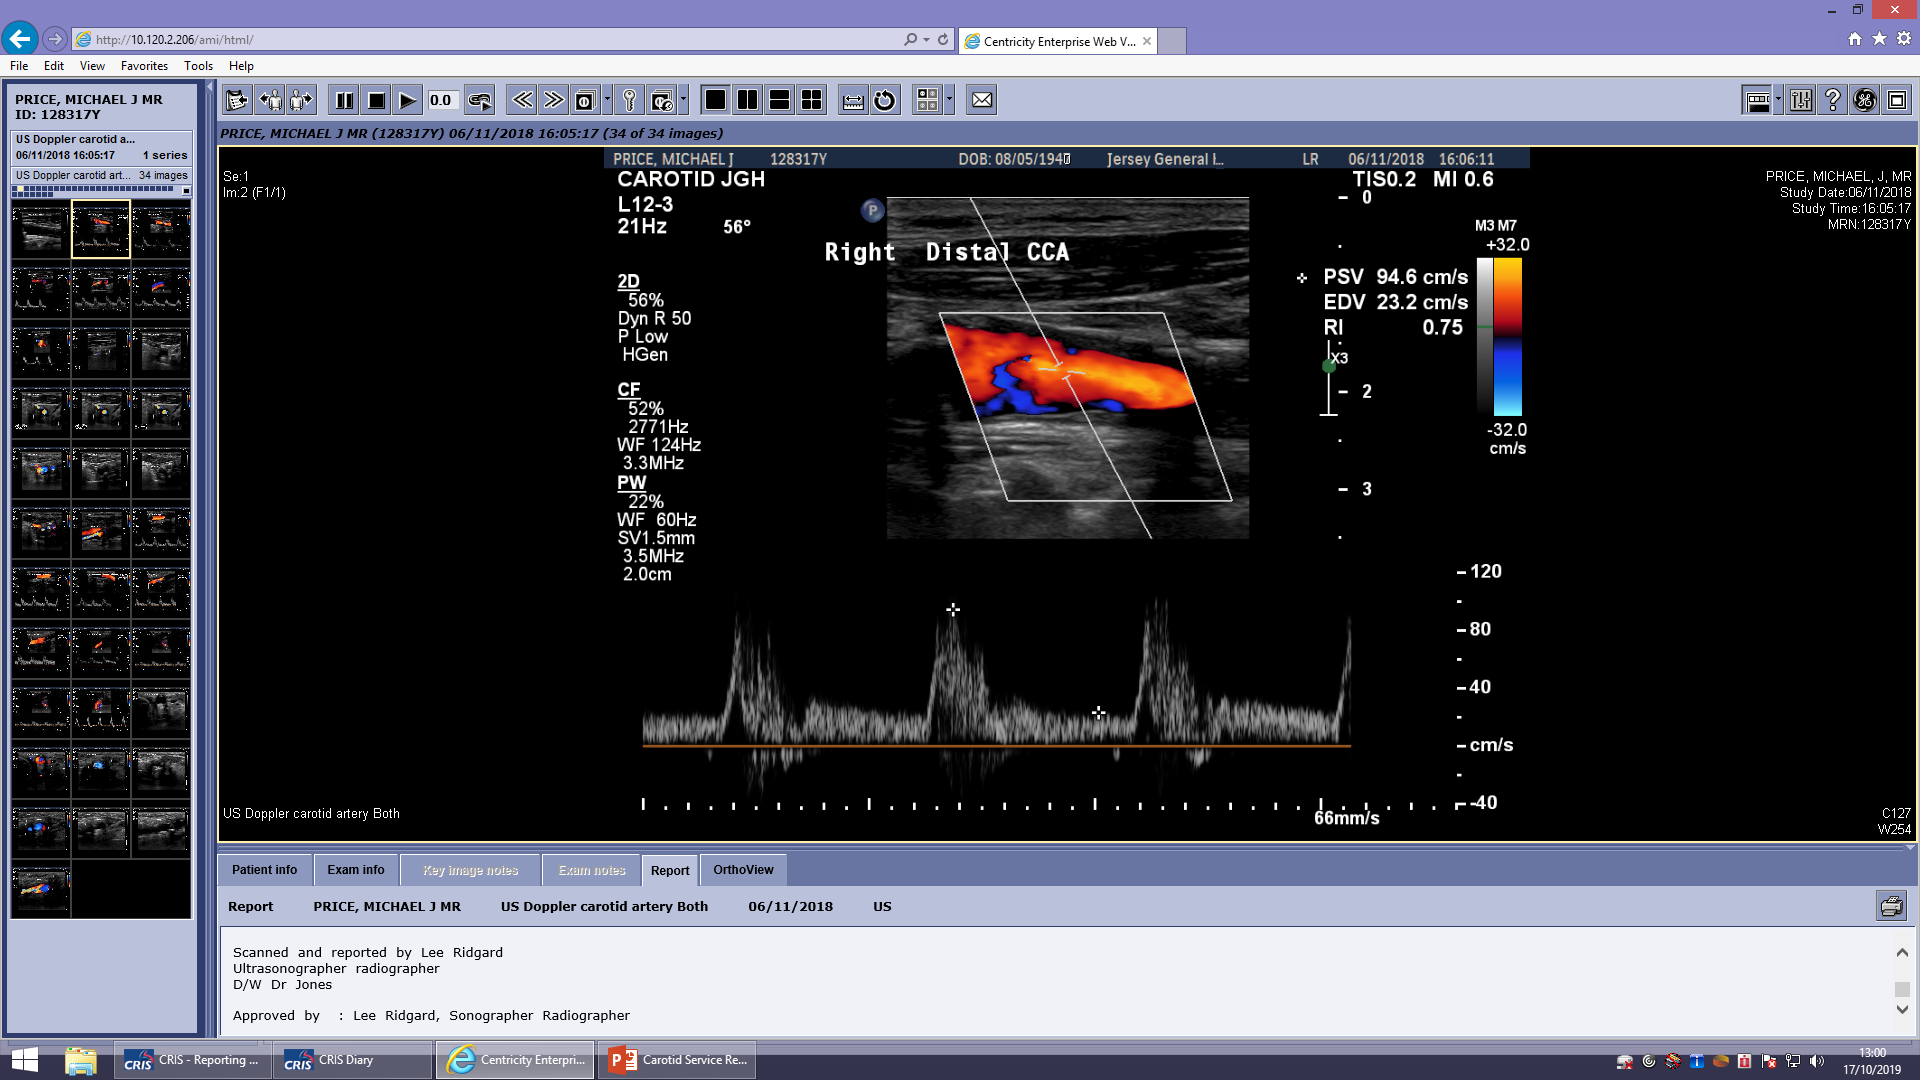 http://10.120.2.206/ami/html/
Centricity Enterprise Web V...
File Edit View Favorites Tools Help
PRICE, MICHAEL J MR
ID: 128317Y
US Doppler carotid a...
06/11/2018 16:05:17 1 series
US Doppler carotid art... 34 images
0.0
PRICE, MICHAEL J MR (128317Y) 06/11/2018 16:05:17 (34 of 34 images)
Se:1
Im:2 (F1/1)
PRICE, MICHAEL J 128317Y DOB: 08/05/194 Jersey General LR 06/11/2018 16:06:11
CAROTID JGH TIS0.2 MI 0.6
L12-3
21Hz 56°
P
Right Distal CCA
2D
56%
Dyn R 50
P Low
HGen
CF
52%
2771Hz
WF 124Hz
3.3MHz
PW
22%
WF 60Hz
SV1.5mm
3.5MHz
2.0cm
0
2
3
M3 M7
+32.0
PSV 94.6 cm/s
EDV 23.2 cm/s
RI 0.75
X3
-32.0
cm/s
PRICE, MICHAEL, J, MR
Study Date:06/11/2018
Study Time:16:05:17
MRN:128317Y
120
80
40
cm/s
-40
66mm/s
US Doppler carotid artery Both
C127
W254
Patient info Exam info Key image notes Exam notes Report OrthoView
Report PRICE, MICHAEL J MR US Doppler carotid artery Both 06/11/2018 US
Scanned and reported by Lee Ridgard
Ultrasonographer radiographer
D/W Dr Jones
Approved by : Lee Ridgard, Sonographer Radiographer
CRIS CRIS - Reporting ... CRIS CRIS Diary Centricity Enterpri... Carotid Service Re...
13:00
17/10/2019